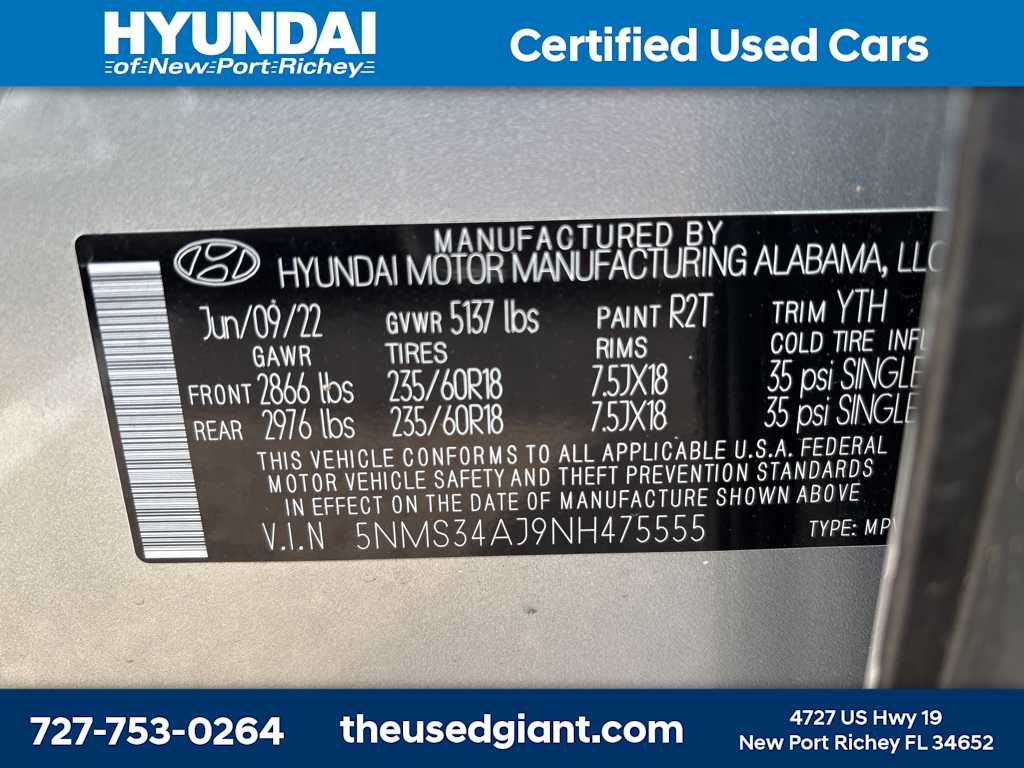 HYUNDAI
of New Port Richey
Certified Used Cars
MANUFACTURED BY
HYUNDAI MOTOR MANUFACTURING ALABAMA, LLC
Jun/09/22 GVWR 5137 lbs PAINT R2T TRIM YTH
GAWR TIRES RIMS COLD TIRE INFL
FRONT 2866 lbs 235/60R18 7.5JX18 35 psi SINGLE
REAR 2976 lbs 235/60R18 7.5JX18 35 psi SINGLE
THIS VEHICLE CONFORMS TO ALL APPLICABLE U.S.A. FEDERAL
MOTOR VEHICLE SAFETY AND THEFT PREVENTION STANDARDS
IN EFFECT ON THE DATE OF MANUFACTURE SHOWN ABOVE
V.I.N 5NMS34AJ9NH475555 TYPE: MPV
727-753-0264
theusedgiant.com
4727 US Hwy 19
New Port Richey FL 34652